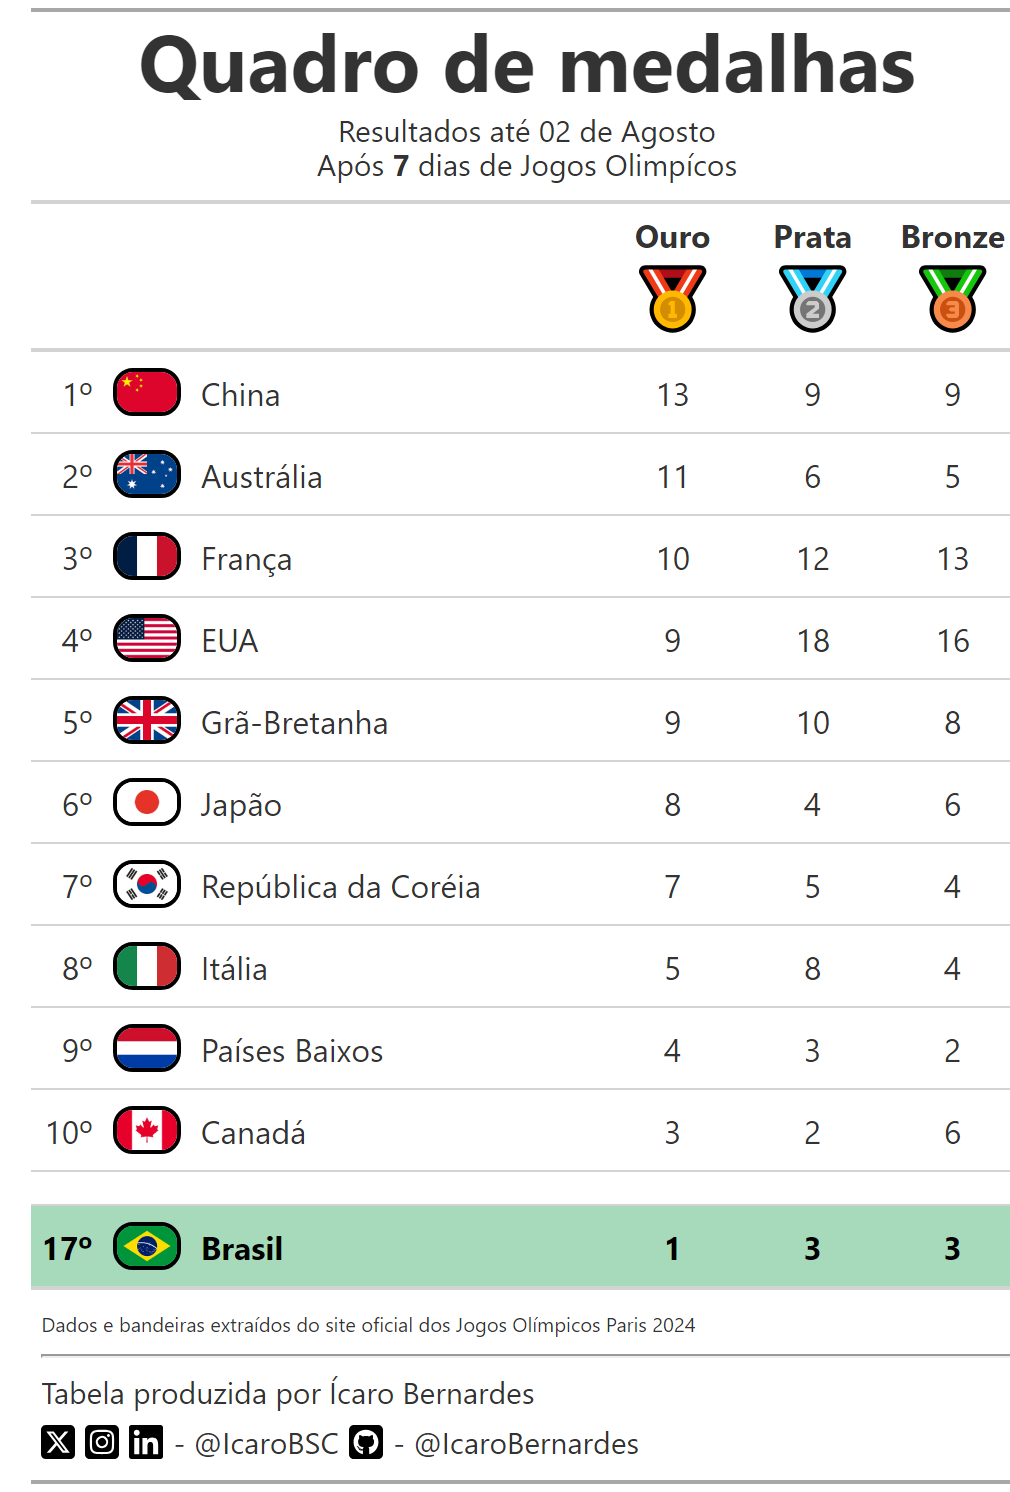 Quadro de medalhas
Resultados até 02 de Agosto
Após 7 dias de Jogos Olimpícos
Ouro Prata Bronze
1 2 3
1º China 13 9 9
2º Austrália 11 6 5
3º França 10 12 13
4º EUA 9 18 16
5º Grã-Bretanha 9 10 8
6º Japão 8 4 6
7º República da Coréia 7 5 4
8º Itália 5 8 4
9º Países Baixos 4 3 2
10º Canadá 3 2 6
17º Brasil 1 3 3
Dados e bandeiras extraídos do site oficial dos Jogos Olímpicos Paris 2024
Tabela produzida por Ícaro Bernardes
- @IcaroBSC - @IcaroBernardes